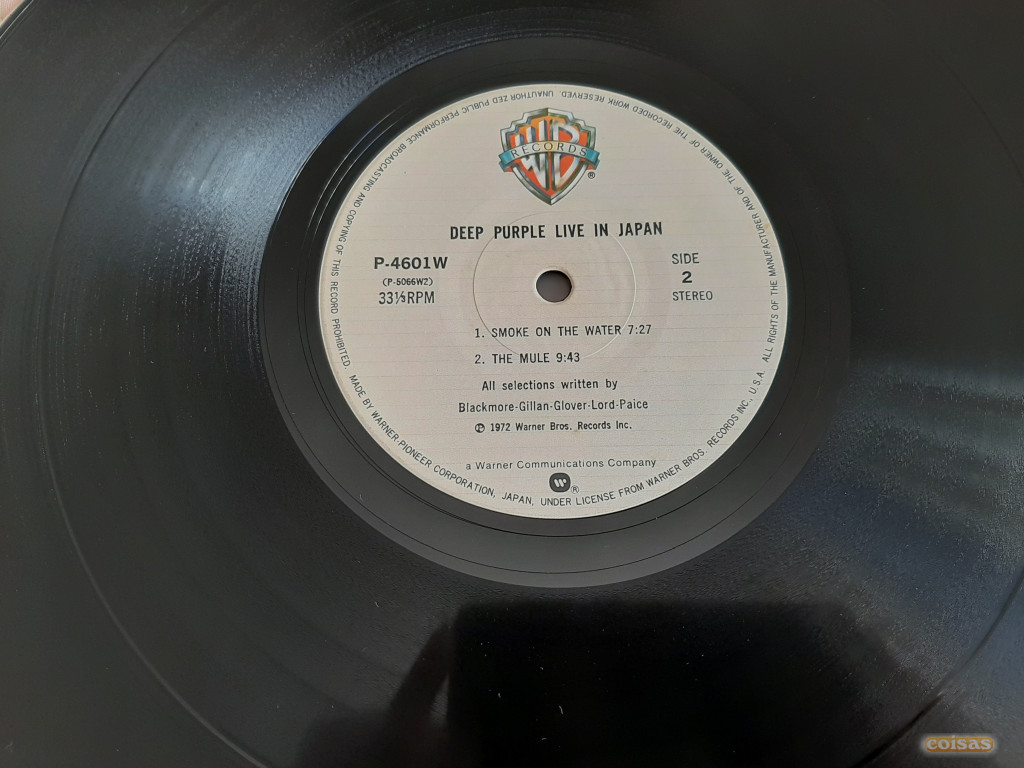 RECORDS
®
DEEP PURPLE LIVE IN JAPAN
P-4601W
(P-5066W2)
33⅓RPM
SIDE
2
STEREO
1. SMOKE ON THE WATER 7:27
2. THE MULE 9:43
All selections written by
Blackmore-Gillan-Glover-Lord-Paice
Ⓟ 1972 Warner Bros. Records Inc.
a Warner Communications Company
®
MADE BY WARNER-PIONEER CORPORATION, JAPAN, UNDER LICENSE FROM WARNER BROS. RECORDS INC., U.S.A. ALL RIGHTS OF THE MANUFACTURER AND OF THE OWNER OF THE RECORDED WORK RESERVED. UNAUTHORIZED PUBLIC PERFORMANCE BROADCASTING AND COPYING OF THIS RECORD PROHIBITED.
coisas